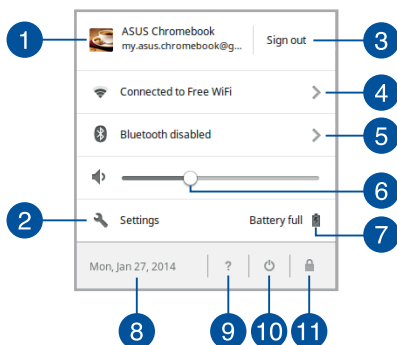 ASUS Chromebook
my.asus.chromebook@g...
Sign out
1
3
Connected to Free WiFi
4
Bluetooth disabled
5
6
2
Settings
Battery full
7
Mon, Jan 27, 2014
?
8
9
10
11